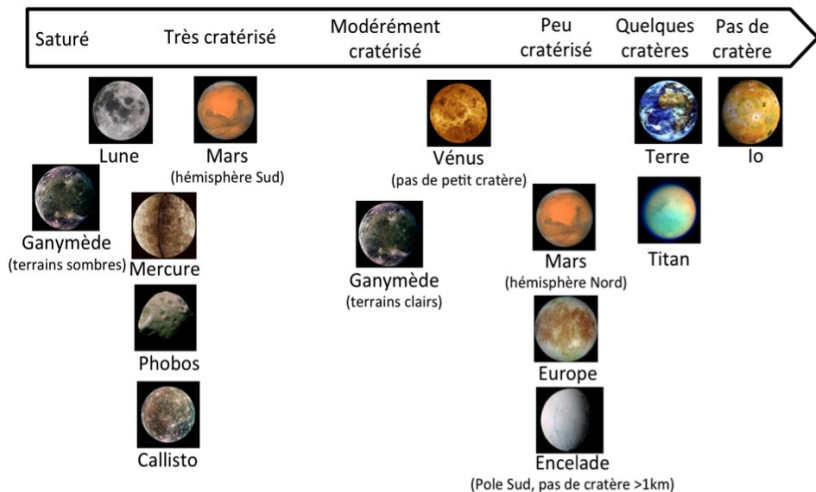 Saturé
Très cratérisé
Modérément
cratérisé
Peu
cratérisé
Quelques
cratères
Pas de
cratère
Lune
Mars
(hémisphère Sud)
Vénus
(pas de petit cratère)
Terre
Io
Ganymède
(terrains sombres)
Mercure
Ganymède
(terrains clairs)
Mars
(hémisphère Nord)
Titan
Phobos
Europe
Callisto
Encelade
(Pole Sud, pas de cratère >1km)